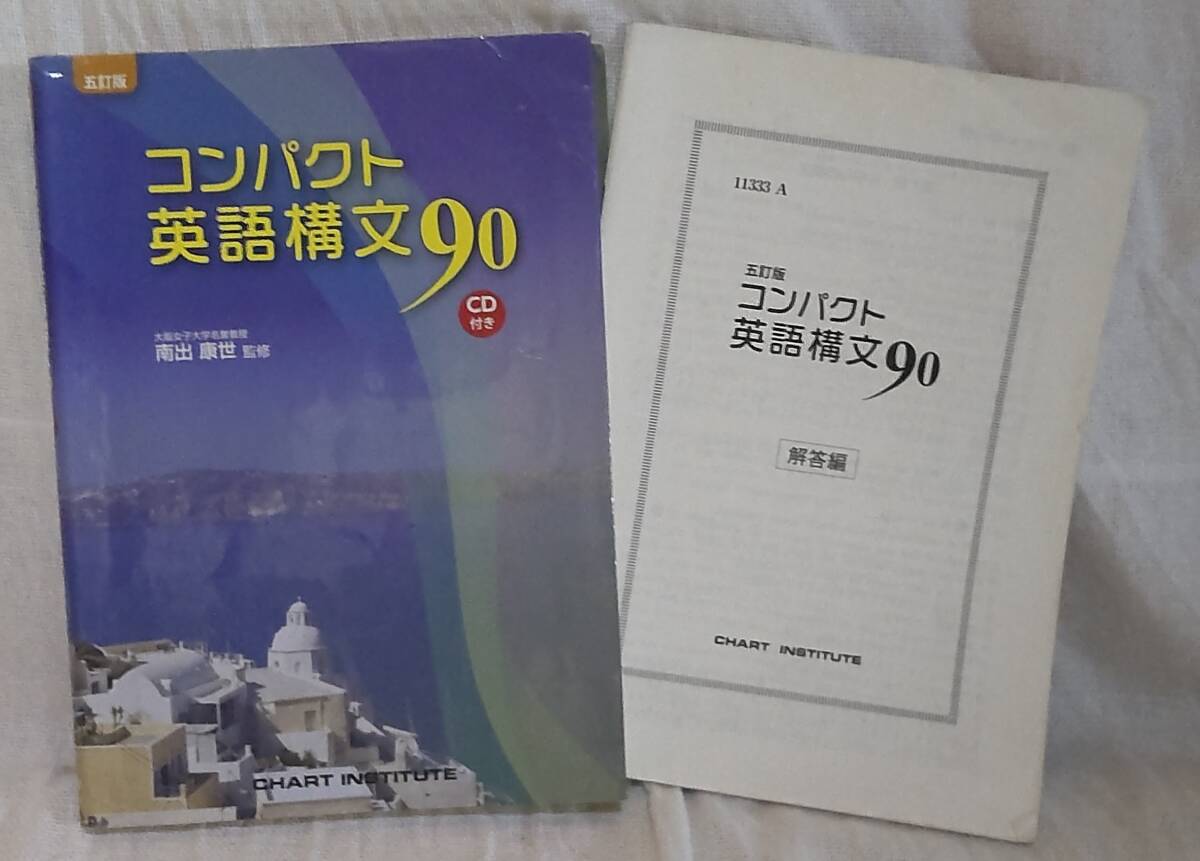 五訂版
コンパクト
英語構文90
CD
付き
大阪女子大学名誉教授
南出 康世 監修
CHART INSTITUTE
11333 A
五訂版
コンパクト
英語構文90
解答編
CHART INSTITUTE